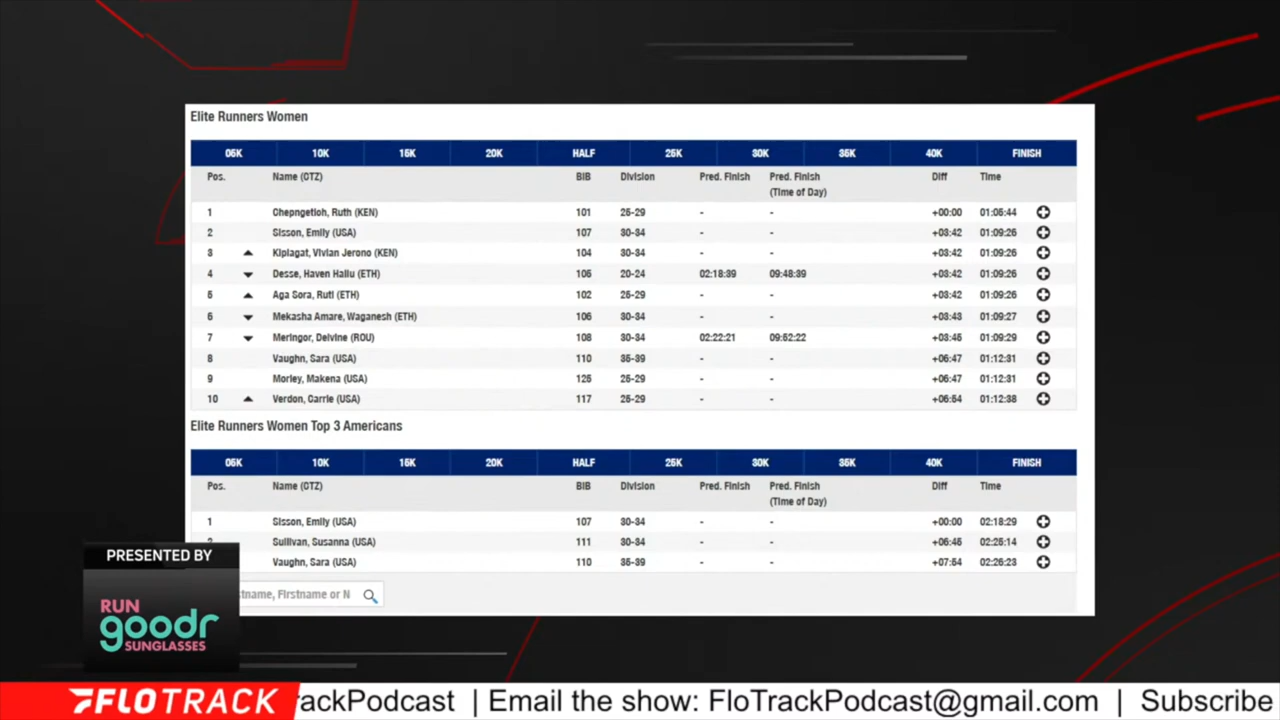 Elite Runners Women
05K 10K 15K 20K HALF 25K 30K 35K 40K FINISH
Pos. Name (CTZ) BIB Division Pred. Finish Pred. Finish (Time of Day) Diff Time
1 Chepngetich, Ruth (KEN) 101 25-29 - - +00:00 01:05:44
2 Sisson, Emily (USA) 107 30-34 - - +03:42 01:09:26
3 Kiplagat, Vivian Jerono (KEN) 104 30-34 - - +03:42 01:09:26
4 Desse, Haven Hailu (ETH) 105 20-24 02:18:39 09:48:39 +03:42 01:09:26
5 Aga Sora, Ruti (ETH) 102 25-29 - - +03:42 01:09:26
6 Mekasha Amare, Waganesh (ETH) 106 30-34 - - +03:43 01:09:27
7 Meringor, Delvine (ROU) 108 30-34 02:22:21 09:52:22 +03:45 01:09:29
8 Vaughn, Sara (USA) 110 35-39 - - +06:47 01:12:31
9 Morley, Makena (USA) 125 25-29 - - +06:47 01:12:31
10 Verdon, Carrie (USA) 117 25-29 - - +06:54 01:12:38
Elite Runners Women Top 3 Americans
05K 10K 15K 20K HALF 25K 30K 35K 40K FINISH
Pos. Name (CTZ) BIB Division Pred. Finish Pred. Finish (Time of Day) Diff Time
1 Sisson, Emily (USA) 107 30-34 - - +00:00 02:18:29
Sullivan, Susanna (USA) 111 30-34 - - +06:45 02:25:14
Vaughn, Sara (USA) 110 35-39 - - +07:54 02:26:23
stname, Firstname or N
PRESENTED BY
RUN
goodr
SUNGLASSES
FLOTRACK rackPodcast | Email the show: FloTrackPodcast@gmail.com | Subscribe